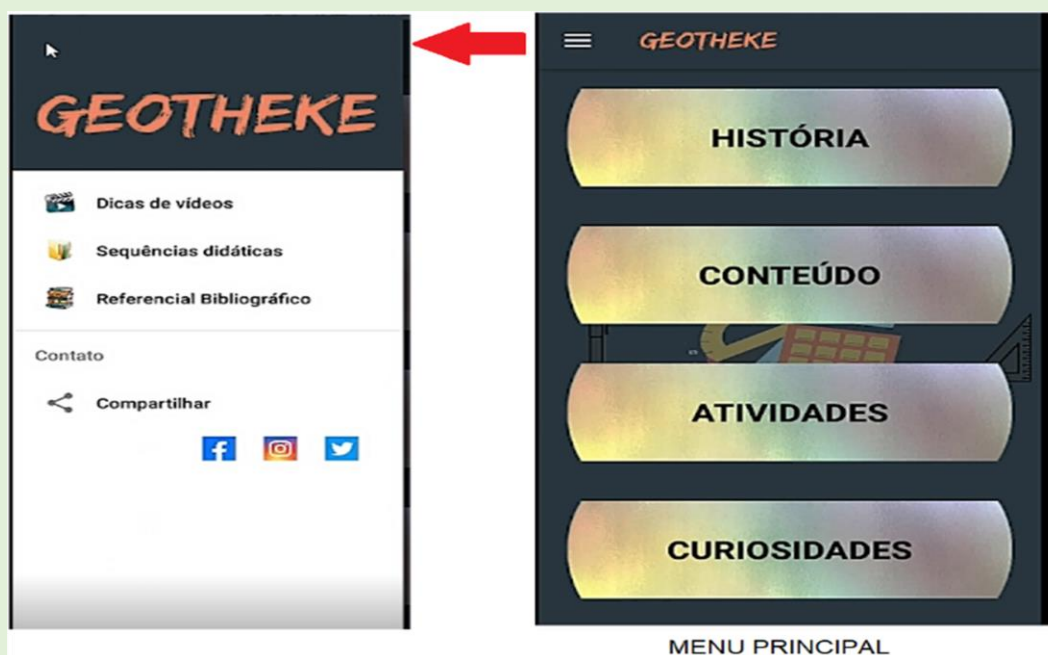 GEOTHEKE
Dicas de vídeos
Sequências didáticas
Referencial Bibliográfico
Contato
Compartilhar
GEOTHEKE
HISTÓRIA
CONTEÚDO
ATIVIDADES
CURIOSIDADES
MENU PRINCIPAL